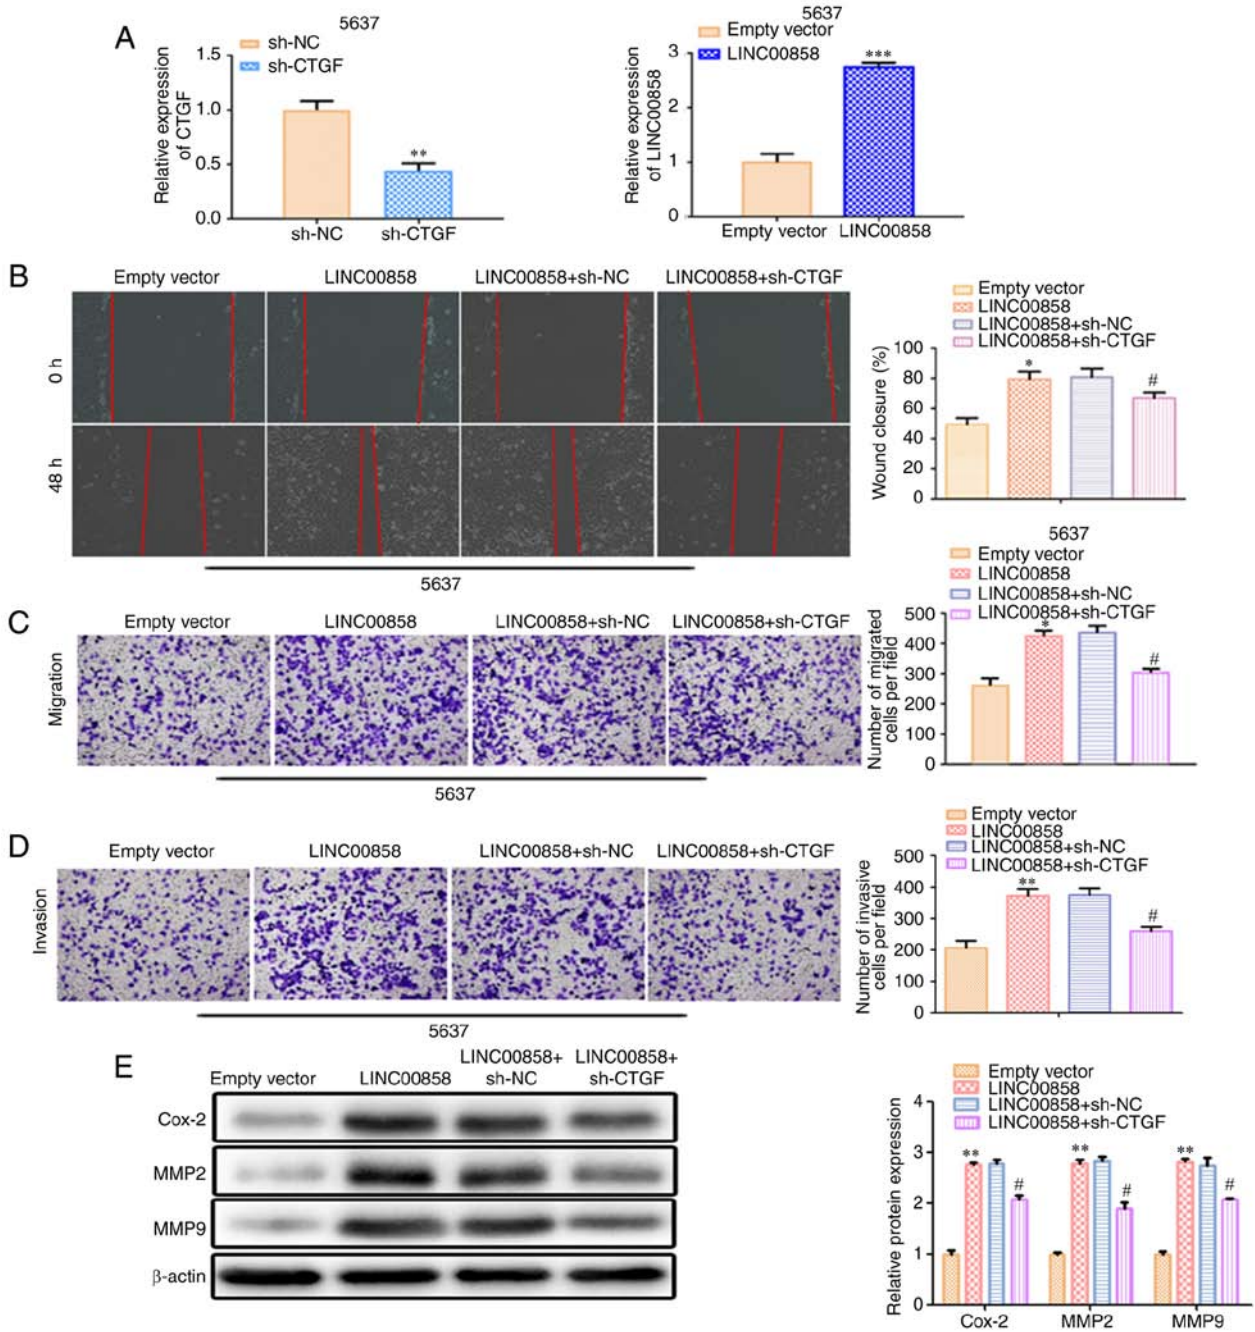 A
5637
sh-NC
sh-CTGF
Relative expression
of CTGF
1.5
1.0
0.5
0.0
**
sh-NC
sh-CTGF
5637
Empty vector
LINC00858
Relative expression
of LINC00858
3
2
1
0
***
Empty vector
LINC00858
B
Empty vector
LINC00858
LINC00858+sh-NC
LINC00858+sh-CTGF
0 h
48 h
5637
Empty vector
LINC00858
LINC00858+sh-NC
LINC00858+sh-CTGF
Wound closure (%)
100
80
60
40
20
0
*
#
5637
C
Empty vector
LINC00858
LINC00858+sh-NC
LINC00858+sh-CTGF
Migration
5637
Empty vector
LINC00858
LINC00858+sh-NC
LINC00858+sh-CTGF
Number of migrated
cells per field
500
400
300
200
100
0
*
#
D
Empty vector
LINC00858
LINC00858+sh-NC
LINC00858+sh-CTGF
Invasion
5637
Empty vector
LINC00858
LINC00858+sh-NC
LINC00858+sh-CTGF
Number of invasive
cells per field
500
400
300
200
100
0
**
#
E
Empty vector
LINC00858
LINC00858+
sh-NC
LINC00858+
sh-CTGF
Cox-2
MMP2
MMP9
β-actin
Empty vector
LINC00858
LINC00858+sh-NC
LINC00858+sh-CTGF
Relative protein expression
4
3
2
1
0
**
#
**
#
**
#
Cox-2
MMP2
MMP9